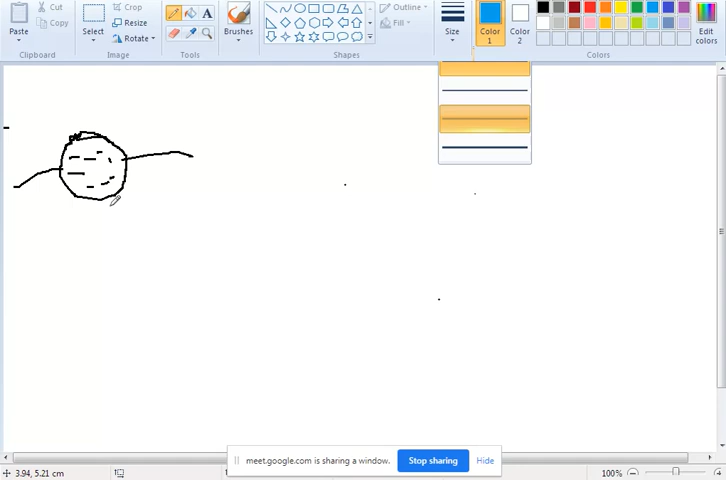 Paste
Cut
Copy
Clipboard
Select
Crop
Resize
Rotate
Image
A
Tools
Brushes
Outline
Fill
Shapes
Size
Color 1
Color 2
Colors
Edit colors
meet.google.com is sharing a window.
Stop sharing
Hide
3.94, 5.21 cm
100%